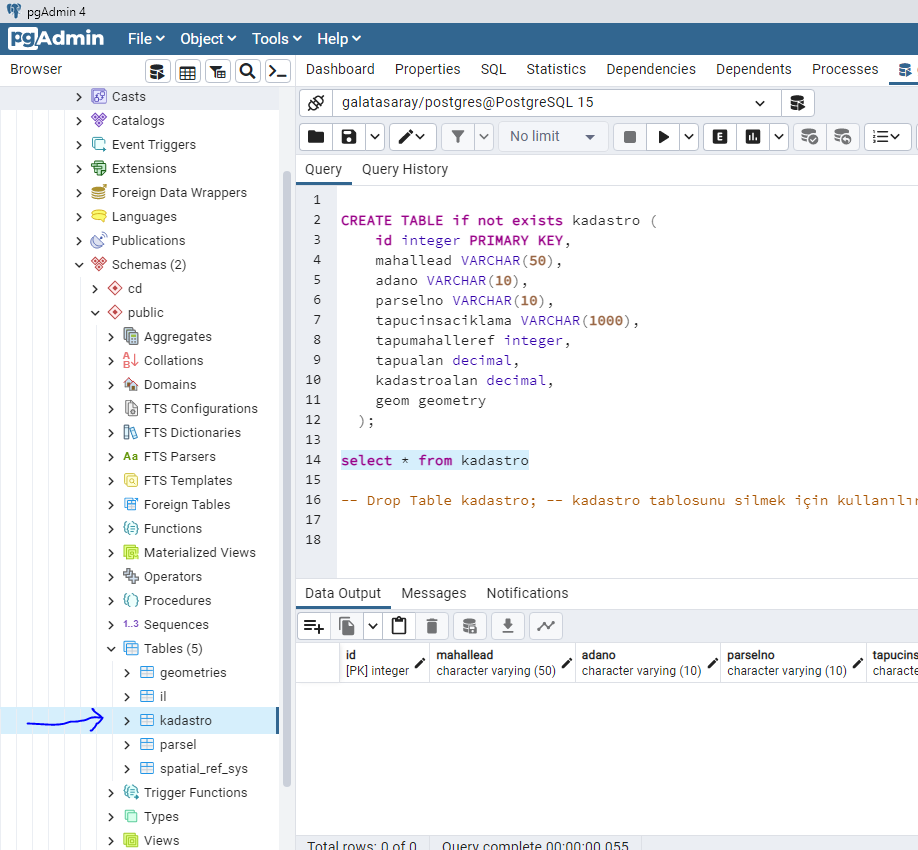 pgAdmin 4
pgAdmin File Object Tools Help
Browser
Dashboard Properties SQL Statistics Dependencies Dependents Processes
Casts
Catalogs
Event Triggers
Extensions
Foreign Data Wrappers
Languages
Publications
Schemas (2)
cd
public
Aggregates
Collations
Domains
FTS Configurations
FTS Dictionaries
Aa FTS Parsers
FTS Templates
Foreign Tables
Functions
Materialized Views
Operators
Procedures
1..3 Sequences
Tables (5)
geometries
il
kadastro
parsel
spatial_ref_sys
Trigger Functions
Types
Views
galatasaray/postgres@PostgreSQL 15
No limit E
Query Query History
1
2 CREATE TABLE if not exists kadastro (
3 id integer PRIMARY KEY,
4 mahallead VARCHAR(50),
5 adano VARCHAR(10),
6 parselno VARCHAR(10),
7 tapucinsaciklama VARCHAR(1000),
8 tapumahalleref integer,
9 tapualan decimal,
10 kadastroalan decimal,
11 geom geometry
12 );
13
14 select * from kadastro
15
16 -- Drop Table kadastro; -- kadastro tablosunu silmek için kullanılır
17
18
Data Output Messages Notifications
id mahallead adano parselno tapucins
[PK] integer character varying (50) character varying (10) character varying (10) characte
Total rows: 0 of 0 Query complete 00:00:00.055